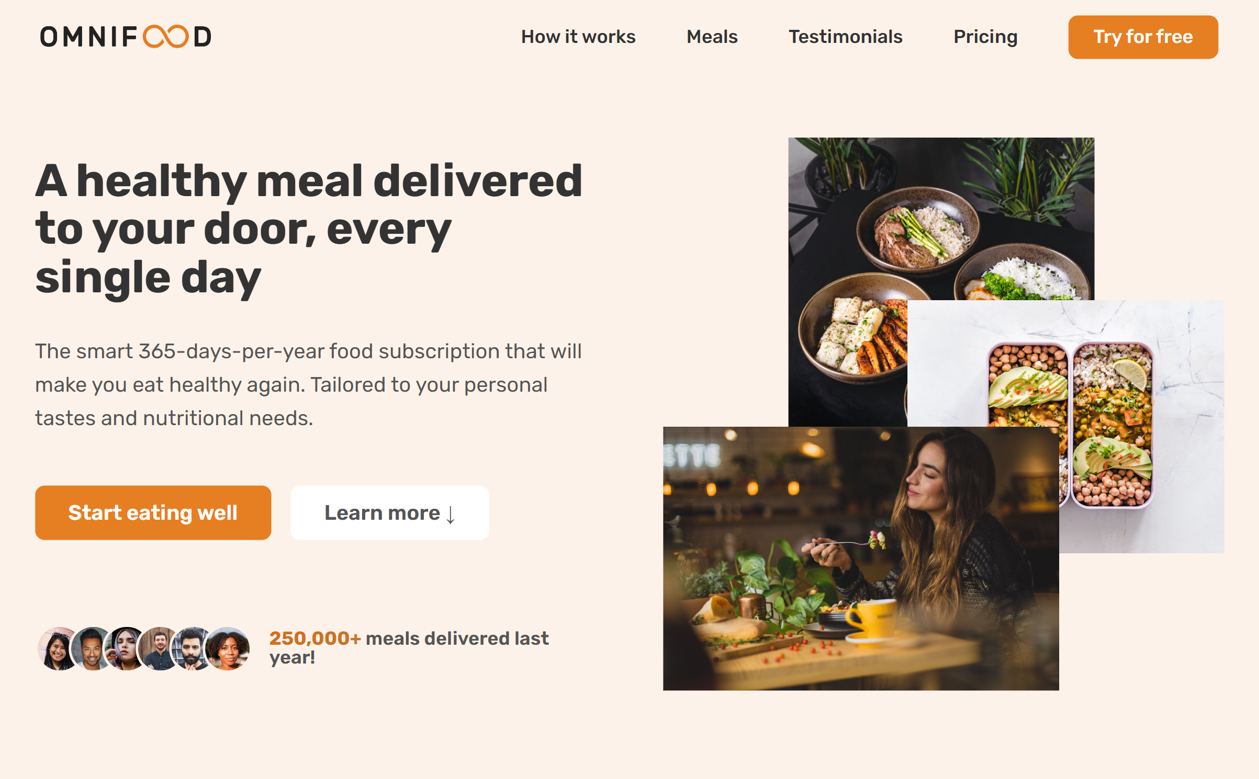 OMNIFOOD
How it works Meals Testimonials Pricing Try for free
A healthy meal delivered
to your door, every
single day
The smart 365-days-per-year food subscription that will
make you eat healthy again. Tailored to your personal
tastes and nutritional needs.
Start eating well Learn more ↓
250,000+ meals delivered last
year!